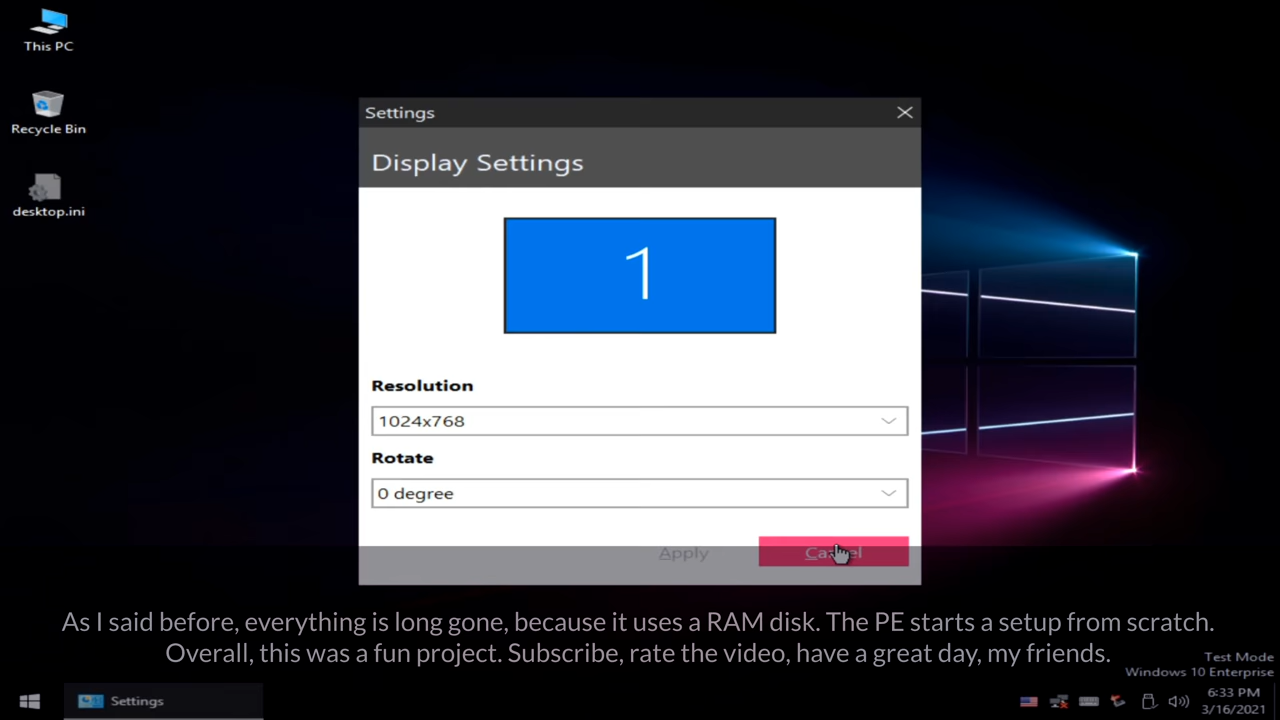 This PC
Recycle Bin
desktop.ini
Settings
Display Settings
1
Resolution
1024x768
Rotate
0 degree
Apply
Cancel
As I said before, everything is long gone, because it uses a RAM disk. The PE starts a setup from scratch.
Overall, this was a fun project. Subscribe, rate the video, have a great day, my friends.
Test Mode
Windows 10 Enterprise
Settings
6:33 PM
3/16/2021